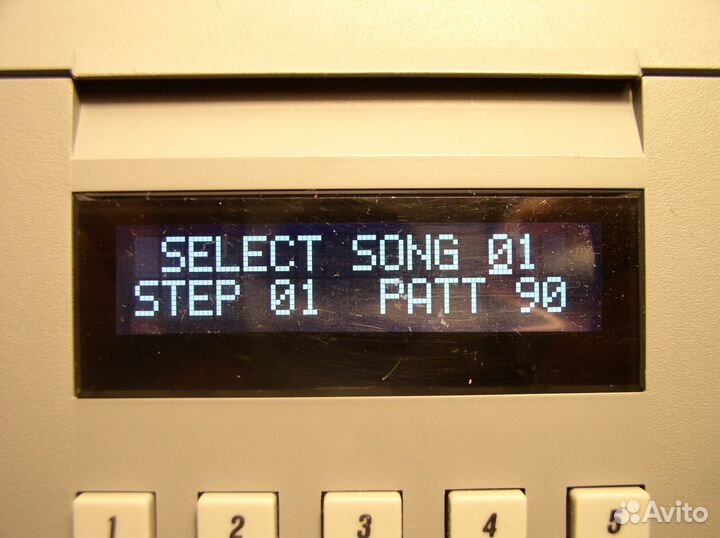 SELECT SONG 01
STEP 01 PATT 90
1 2 3 4 5
Avito